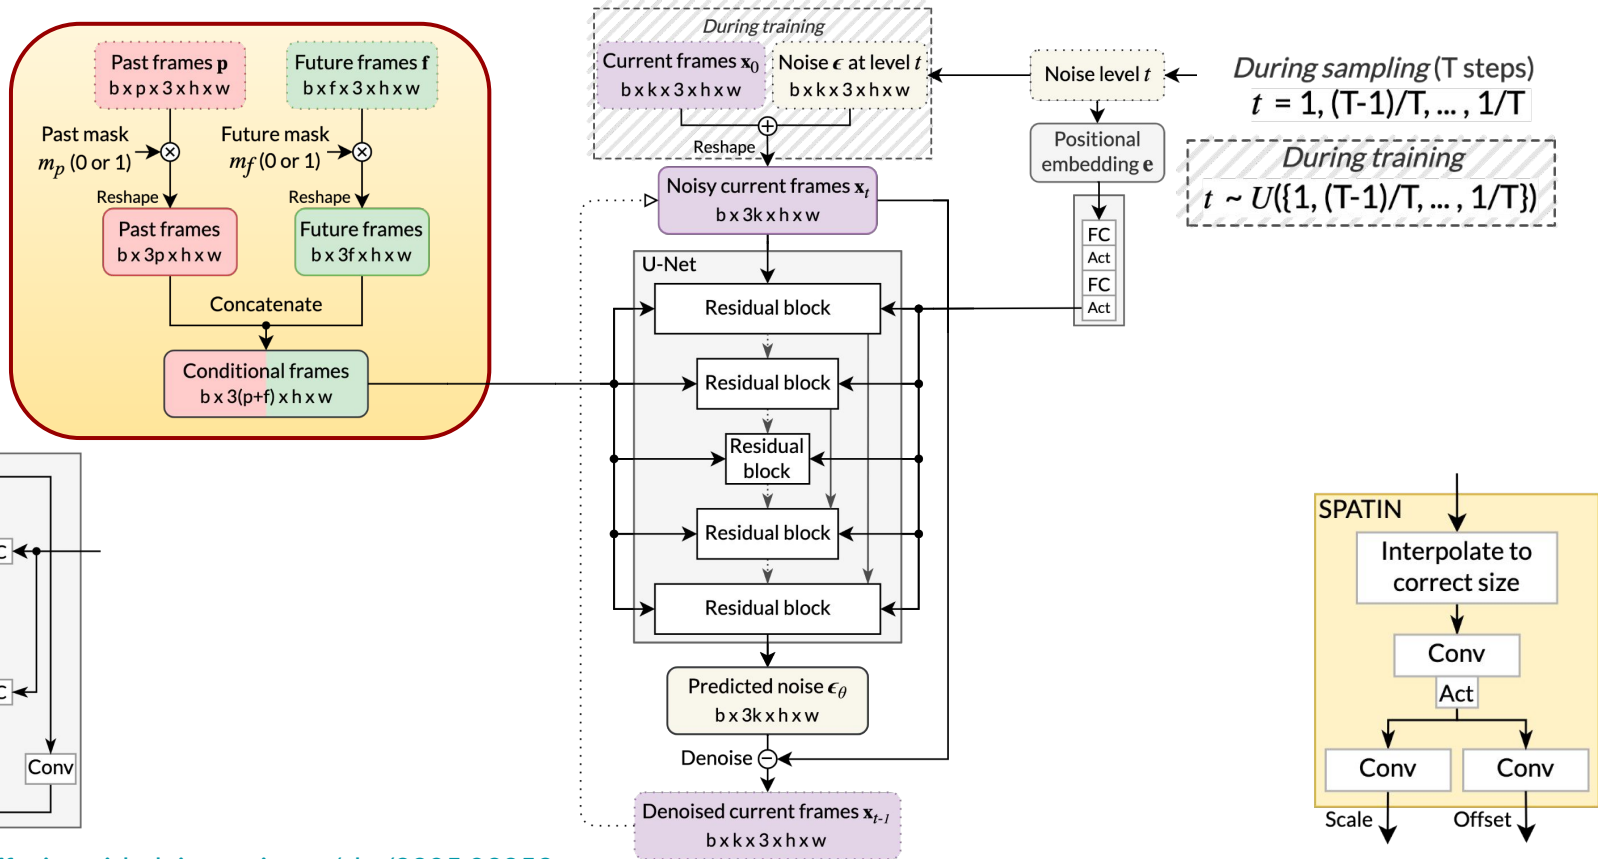 Past frames p
b x p x 3 x h x w
Future frames f
b x f x 3 x h x w
Past mask
m_p (0 or 1)
Future mask
m_f (0 or 1)
Reshape
Reshape
Past frames
b x 3p x h x w
Future frames
b x 3f x h x w
Concatenate
Conditional frames
b x 3(p+f) x h x w
During training
Current frames x_0
b x k x 3 x h x w
Noise ϵ at level t
b x k x 3 x h x w
Reshape
Noisy current frames x_t
b x 3k x h x w
U-Net
Residual block
Residual block
Residual
block
Residual block
Residual block
Predicted noise ϵ_θ
b x 3k x h x w
Denoise
Denoised current frames x_{t-1}
b x k x 3 x h x w
Noise level t
Positional
embedding e
FC
Act
FC
Act
During sampling (T steps)
t = 1, (T-1)/T, ... , 1/T
During training
t ~ U({1, (T-1)/T, ... , 1/T})
C
C
Conv
SPATIN
Interpolate to
correct size
Conv
Act
Conv
Conv
Scale
Offset